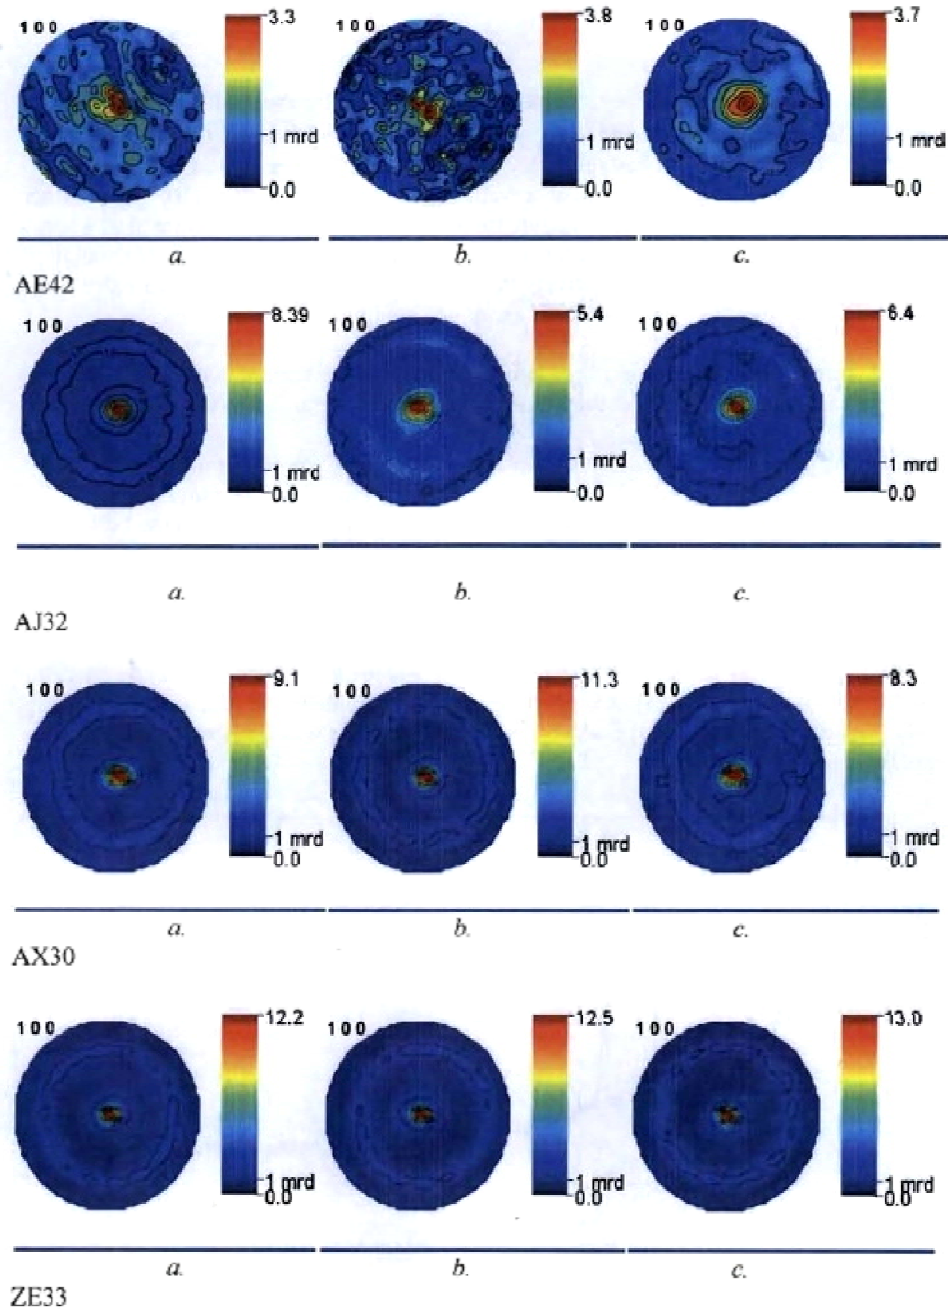 100 3.3 1 mrd 0.0 100 3.8 1 mrd 0.0 100 3.7 1 mrd 0.0
a. b. c.
AE42
100 8.39 1 mrd 0.0 100 5.4 1 mrd 0.0 100 6.4 1 mrd 0.0
a. b. c.
AJ32
100 9.1 1 mrd 0.0 100 11.3 1 mrd 0.0 100 8.3 1 mrd 0.0
a. b. c.
AX30
100 12.2 1 mrd 0.0 100 12.5 1 mrd 0.0 100 13.0 1 mrd 0.0
a. b. c.
ZE33